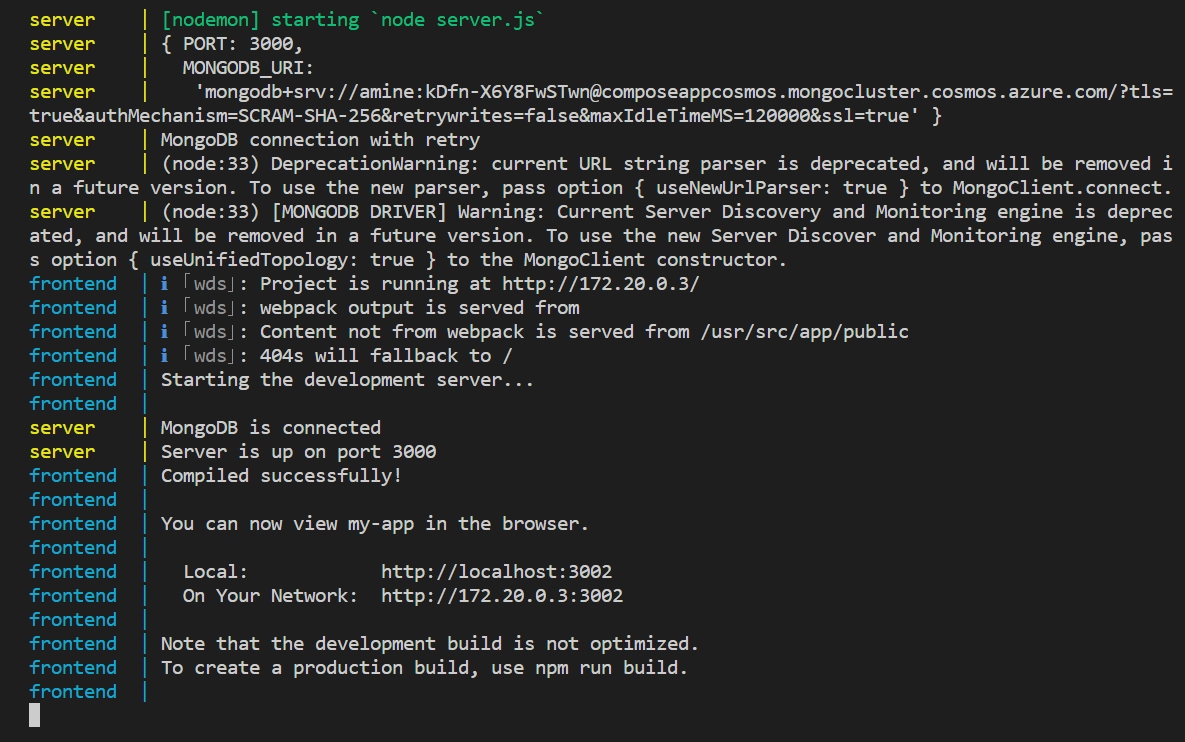 server    | [nodemon] starting `node server.js`
server    | { PORT: 3000,
server    |   MONGODB_URI:
server    |    'mongodb+srv://amine:kDfn-X6Y8FwSTwn@composeappcosmos.mongocluster.cosmos.azure.com/?tls=
true&authMechanism=SCRAM-SHA-256&retrywrites=false&maxIdleTimeMS=120000&ssl=true' }
server    | MongoDB connection with retry
server    | (node:33) DeprecationWarning: current URL string parser is deprecated, and will be removed i
n a future version. To use the new parser, pass option { useNewUrlParser: true } to MongoClient.connect.
server    | (node:33) [MONGODB DRIVER] Warning: Current Server Discovery and Monitoring engine is deprec
ated, and will be removed in a future version. To use the new Server Discover and Monitoring engine, pas
s option { useUnifiedTopology: true } to the MongoClient constructor.
frontend  | ℹ ｢wds｣: Project is running at http://172.20.0.3/
frontend  | ℹ ｢wds｣: webpack output is served from
frontend  | ℹ ｢wds｣: Content not from webpack is served from /usr/src/app/public
frontend  | ℹ ｢wds｣: 404s will fallback to /
frontend  | Starting the development server...
frontend  |
server    | MongoDB is connected
server    | Server is up on port 3000
frontend  | Compiled successfully!
frontend  |
frontend  | You can now view my-app in the browser.
frontend  |
frontend  |   Local:            http://localhost:3002
frontend  |   On Your Network:  http://172.20.0.3:3002
frontend  |
frontend  | Note that the development build is not optimized.
frontend  | To create a production build, use npm run build.
frontend  |